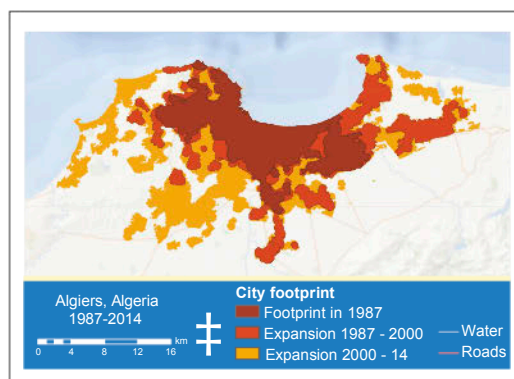 Algiers, Algeria
1987-2014
km
0 4 8 12 16
City footprint
Footprint in 1987
Expansion 1987 - 2000
Expansion 2000 - 14
Water
Roads